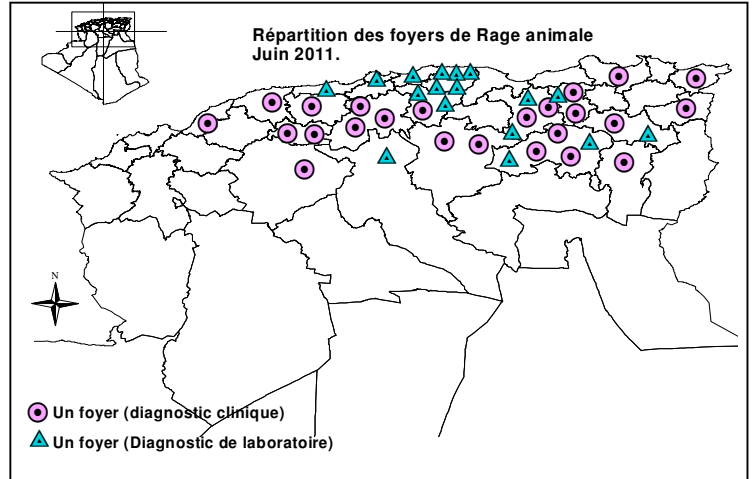 Répartition des foyers de Rage animale
Juin 2011.
N
Un foyer (diagnostic clinique)
Un foyer (Diagnostic de laboratoire)